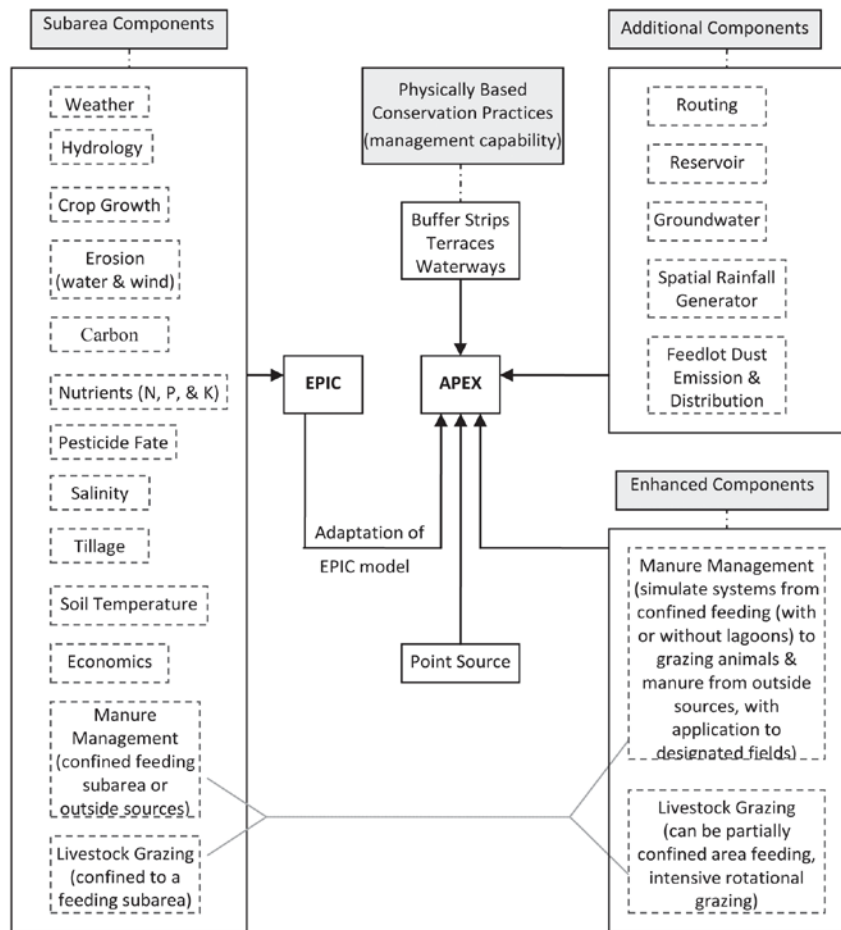 Subarea Components
Weather
Hydrology
Crop Growth
Erosion
(water & wind)
Carbon
Nutrients (N, P, & K)
Pesticide Fate
Salinity
Tillage
Soil Temperature
Economics
Manure
Management
(confined feeding
subarea or
outside sources)
Livestock Grazing
(confined to a
feeding subarea)
EPIC
Adaptation of
EPIC model
Physically Based
Conservation Practices
(management capability)
Buffer Strips
Terraces
Waterways
APEX
Point Source
Additional Components
Routing
Reservoir
Groundwater
Spatial Rainfall
Generator
Feedlot Dust
Emission &
Distribution
Enhanced Components
Manure Management
(simulate systems from
confined feeding (with
or without lagoons) to
grazing animals &
manure from outside
sources, with
application to
designated fields)
Livestock Grazing
(can be partially
confined area feeding,
intensive rotational
grazing)